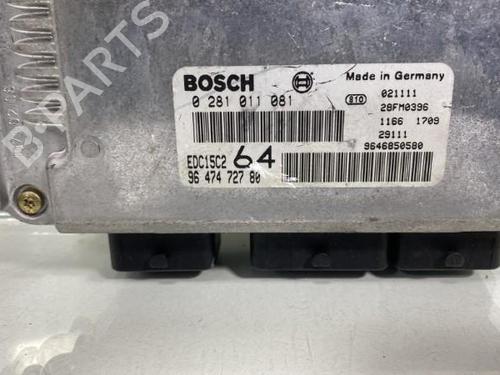 B-PARTS
BOSCH
Made in Germany
0 281 011 081
810
021111
28FM0396
1166 1709
29111
EDC15C2 64
9646850580
96 474 727 80